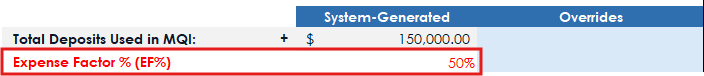 System-Generated Overrides
Total Deposits Used in MQI: + $ 150,000.00
Expense Factor % (EF%) 50%